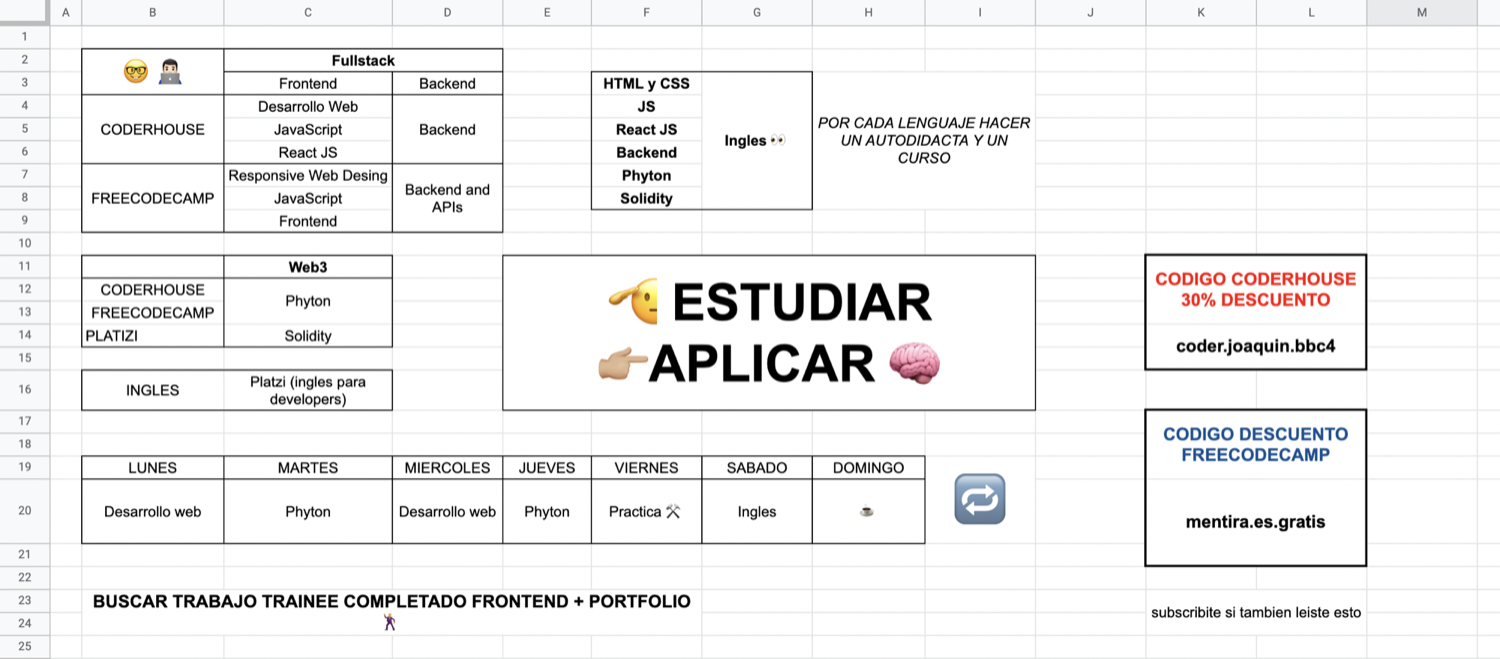 A B C D E F G H I J K L M
1
2
3
4
5
6
7
8
9
10
11
12
13
14
15
16
17
18
19
20
21
22
23
24
25
Fullstack
Frontend Backend
CODERHOUSE
Desarrollo Web
JavaScript
React JS
Backend
FREECODECAMP
Responsive Web Desing
JavaScript
Frontend
Backend and
APIs
HTML y CSS
JS
React JS
Backend
Phyton
Solidity
Ingles 👀
POR CADA LENGUAJE HACER
UN AUTODIDACTA Y UN
CURSO
Web3
CODERHOUSE
FREECODECAMP
Phyton
PLATIZI Solidity
INGLES
Platzi (ingles para
developers)
ESTUDIAR
APLICAR
CODIGO CODERHOUSE
30% DESCUENTO
coder.joaquin.bbc4
CODIGO DESCUENTO
FREECODECAMP
mentira.es.gratis
LUNES MARTES MIERCOLES JUEVES VIERNES SABADO DOMINGO
Desarrollo web Phyton Desarrollo web Phyton Practica ⚒ Ingles ☕
BUSCAR TRABAJO TRAINEE COMPLETADO FRONTEND + PORTFOLIO
subscribite si tambien leiste esto